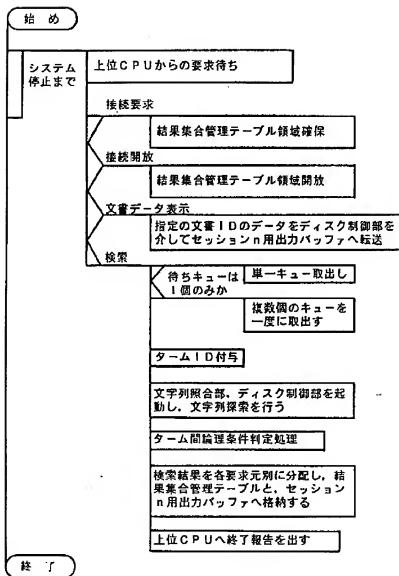 始め
システム
停止まで
上位CPUからの要求待ち
接続要求
結果集合管理テーブル領域確保
接続開放
結果集合管理テーブル領域開放
文書データ表示
指定の文書IDのデータをディスク制御部を
介してセッションn用出力バッファへ転送
検索
待ちキューは
1個のみか
単一キュー取出し
複数個のキューを
一度に取出す
タームID付与
文字列照合部、ディスク制御部を起
動し、文字列探索を行う
ターム間論理条件判定処理
検索結果を各要求元別に分配し、結
果集合管理テーブルと、セッション
n用出力バッファへ格納する
上位CPUへ終了報告を出す
終了